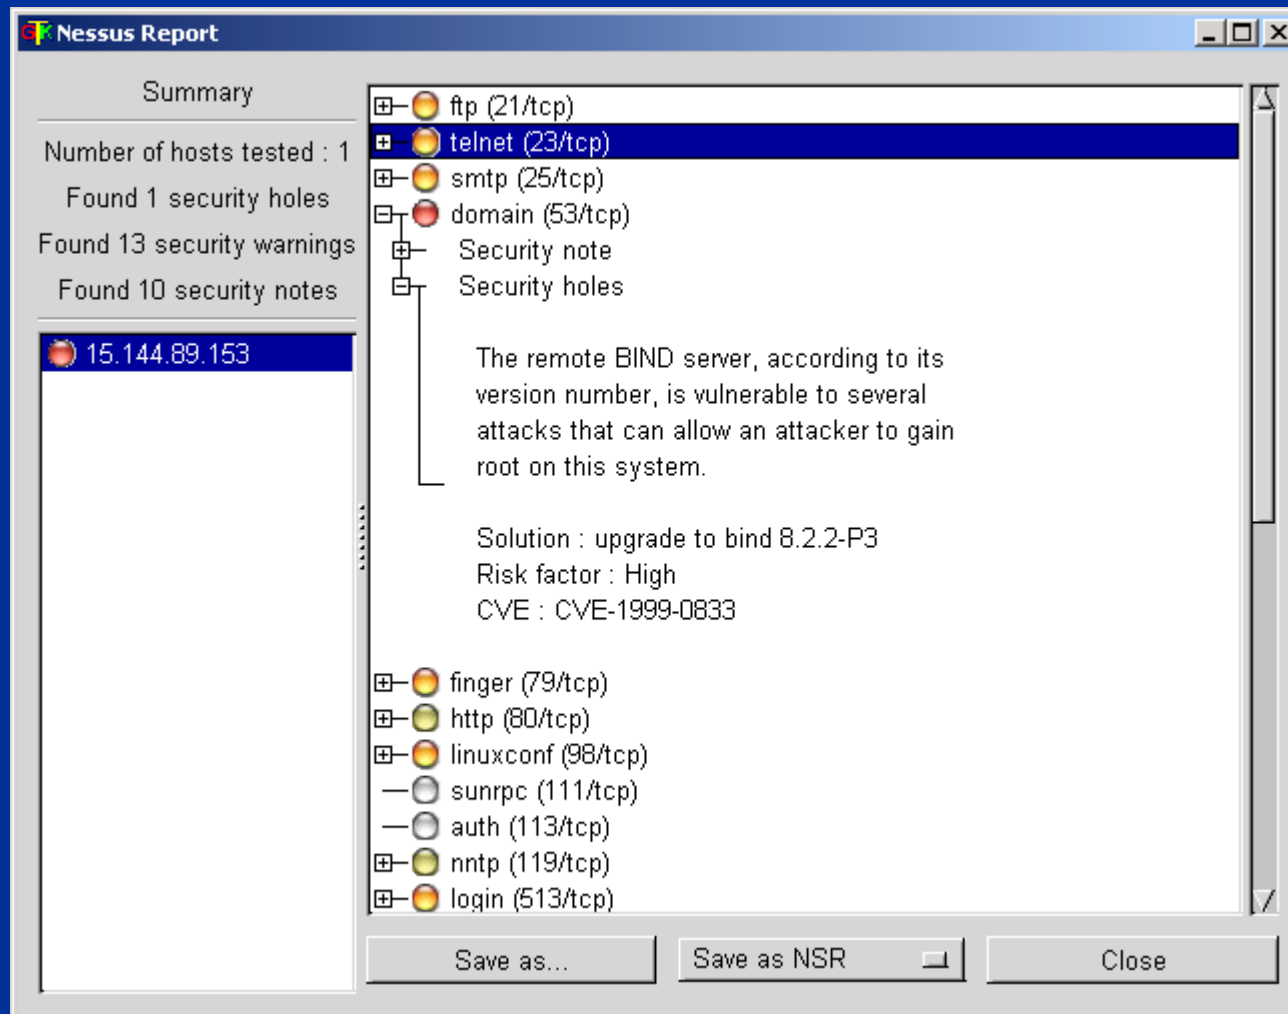 Nessus Report
Summary
Number of hosts tested : 1
Found 1 security holes
Found 13 security warnings
Found 10 security notes
15.144.89.153
ftp (21/tcp)
telnet (23/tcp)
smtp (25/tcp)
domain (53/tcp)
Security note
Security holes
The remote BIND server, according to its
version number, is vulnerable to several
attacks that can allow an attacker to gain
root on this system.
Solution : upgrade to bind 8.2.2-P3
Risk factor : High
CVE : CVE-1999-0833
finger (79/tcp)
http (80/tcp)
linuxconf (98/tcp)
sunrpc (111/tcp)
auth (113/tcp)
nntp (119/tcp)
login (513/tcp)
Save as...
Save as NSR
Close